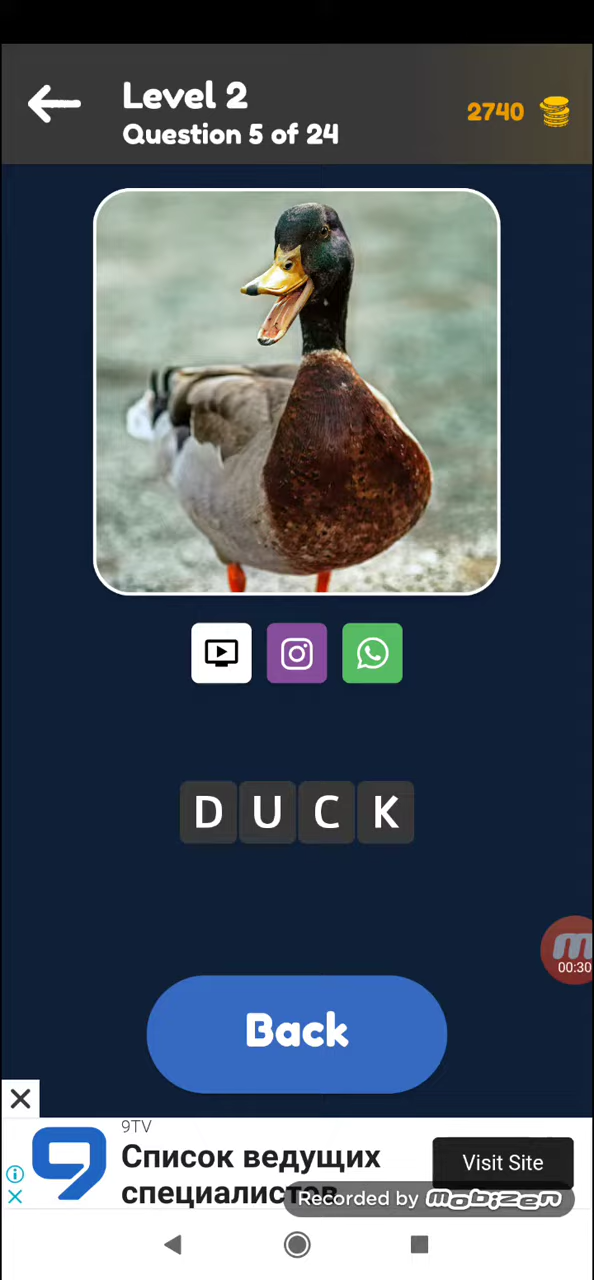 Level 2
Question 5 of 24
2740
DUCK
00:30
Back
9TV
Список ведущих
специалистов
Visit Site
Recorded by mobizen